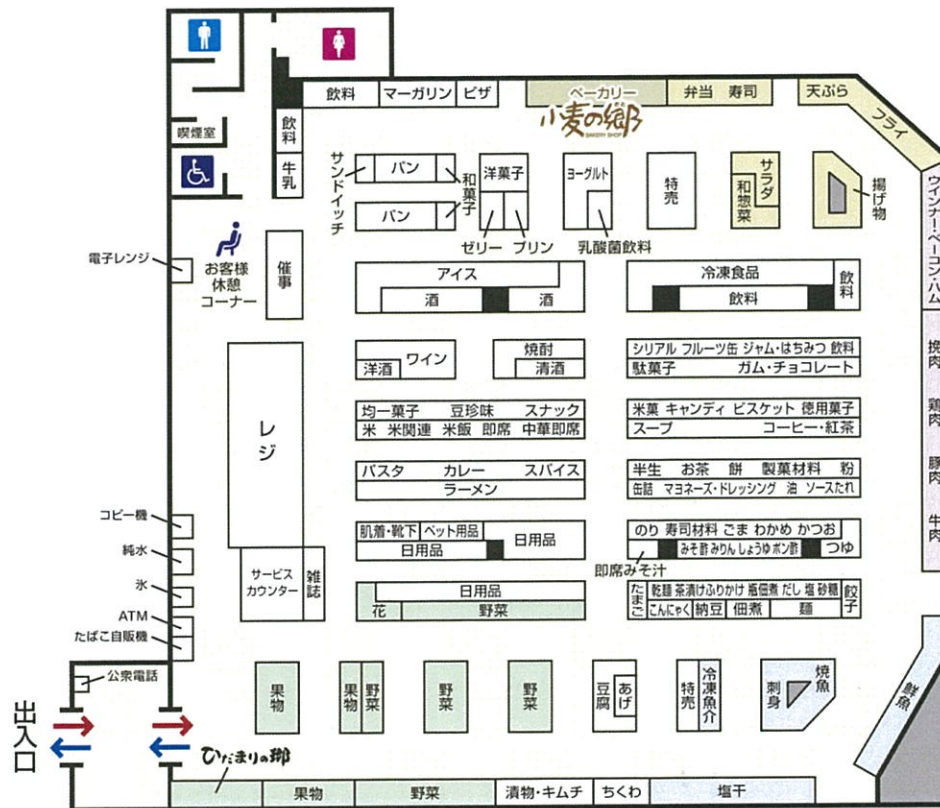 飲料
マーガリン
ピザ
ベーカリー
小麦の郷
BAKERY SHOP
弁当 寿司
天ぷら
フライ
喫煙室
飲料
牛乳
サンドイッチ
パン
パン
和菓子
洋菓子
ゼリー
プリン
ヨーグルト
乳酸菌飲料
特売
サラダ
和惣菜
揚げ物
ウインナー・ベーコン・ハム
電子レンジ
お客様
休憩
コーナー
催事
アイス
酒
酒
冷凍食品
飲料
飲料
挽肉
鶏肉
豚肉
牛肉
洋酒
ワイン
焼酎
清酒
シリアル フルーツ缶 ジャム・はちみつ 飲料
駄菓子 ガム・チョコレート
レジ
均一菓子 豆珍味 スナック
米 米関連 米飯 即席 中華即席
米菓 キャンディ ビスケット 徳用菓子
スープ コーヒー・紅茶
パスタ カレー スパイス
ラーメン
半生 お茶 餅 製菓材料 粉
缶詰 マヨネーズ・ドレッシング 油 ソースたれ
コピー機
純水
氷
ATM
たばこ自販機
公衆電話
肌着・靴下
ペット用品
日用品
日用品
のり 寿司材料 ごま わかめ かつお
みそ 酢 みりん しょうゆ ポン酢
つゆ
即席みそ汁
サービス
カウンター
雑誌
日用品
花
野菜
たまご
乾麺 茶漬け ふりかけ 瓶佃煮 だし 塩 砂糖
こんにゃく
納豆
佃煮
麺
餃子
果物
果物
野菜
野菜
野菜
豆腐
あげ
特売
冷凍魚介
刺身
焼魚
鮮魚
出入口
ひだまりの郷
果物
野菜
漬物・キムチ
ちくわ
塩干